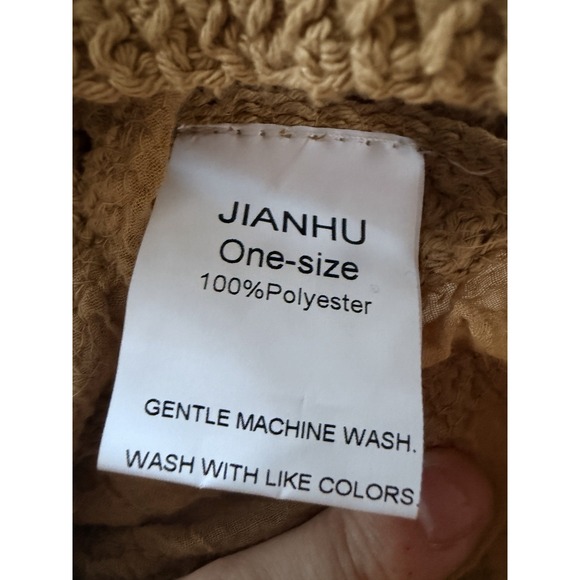 JIANHU
One-size
100%Polyester
GENTLE MACHINE WASH.
WASH WITH LIKE COLORS.